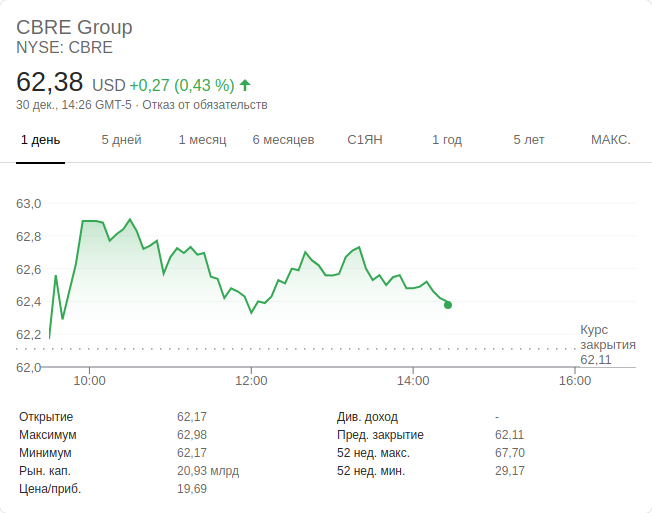 CBRE Group
NYSE: CBRE
62,38 USD +0,27 (0,43 %)
30 дек., 14:26 GMT-5 · Отказ от обязательств
1 день 5 дней 1 месяц 6 месяцев С1ЯН 1 год 5 лет МАКС.
63,0
62,8
62,6
62,4
62,2
Курс
закрытия
62,11
62,0
10:00 12:00 14:00 16:00
Открытие 62,17 Див. доход -
Максимум 62,98 Пред. закрытие 62,11
Минимум 62,17 52 нед. макс. 67,70
Рын. кап. 20,93 млрд 52 нед. мин. 29,17
Цена/приб. 19,69